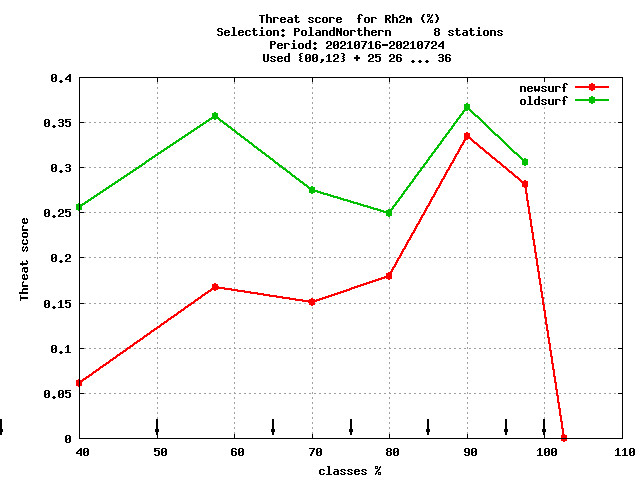 Threat score for Rh2m (%)
Selection: PolandNorthern 8 stations
Period: 20210716-20210724
Used {00,12} + 25 26 ... 36
newsurf
oldsurf
Threat score
0.4
0.35
0.3
0.25
0.2
0.15
0.1
0.05
0
40 50 60 70 80 90 100 110
classes %